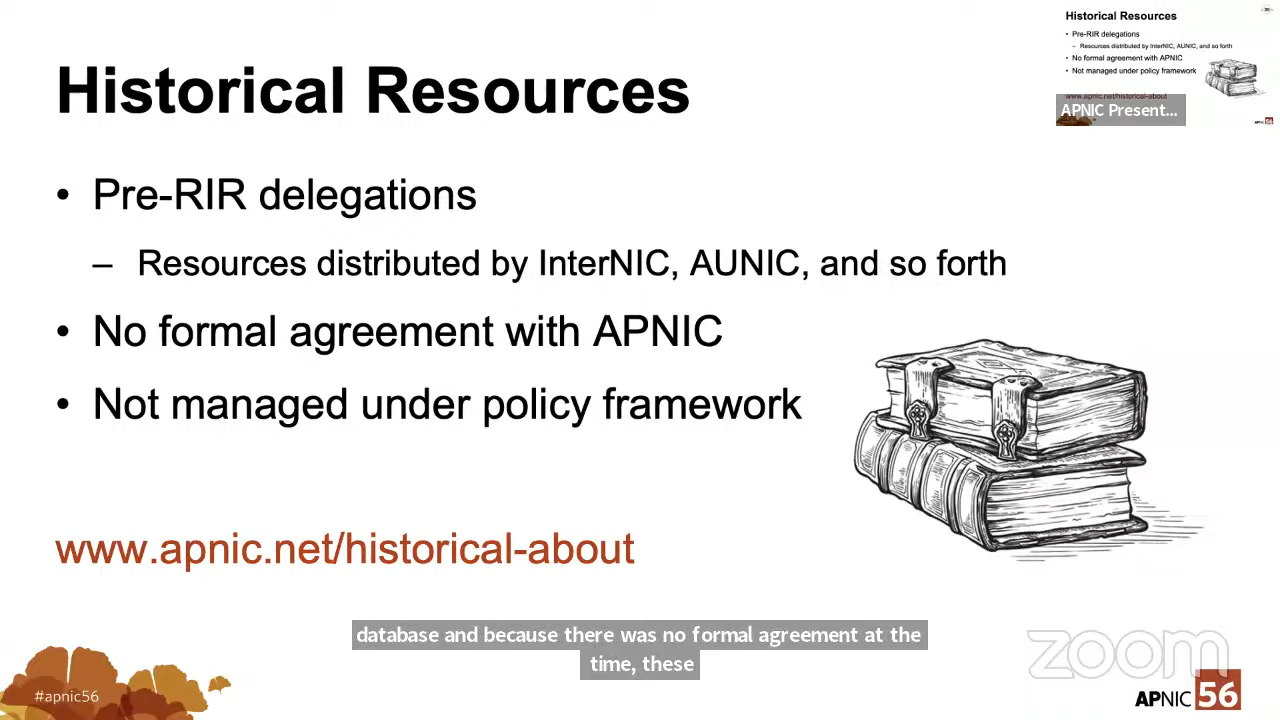 Historical Resources
• Pre-RIR delegations
– Resources distributed by InterNIC, AUNIC, and so forth
• No formal agreement with APNIC
• Not managed under policy framework
www.apnic.net/historical-about
database and because there was no formal agreement at the
time, these
#apnic56
zoom
APNIC 56
Historical Resources
• Pre-RIR delegations
– Resources distributed by InterNIC, AUNIC, and so forth
• No formal agreement with APNIC
• Not managed under policy framework
www.apnic.net/historical-about
APNIC Present...
APNIC 56